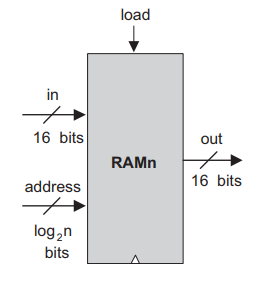 load
in
16 bits
out
RAMn
16 bits
address
log₂n
bits